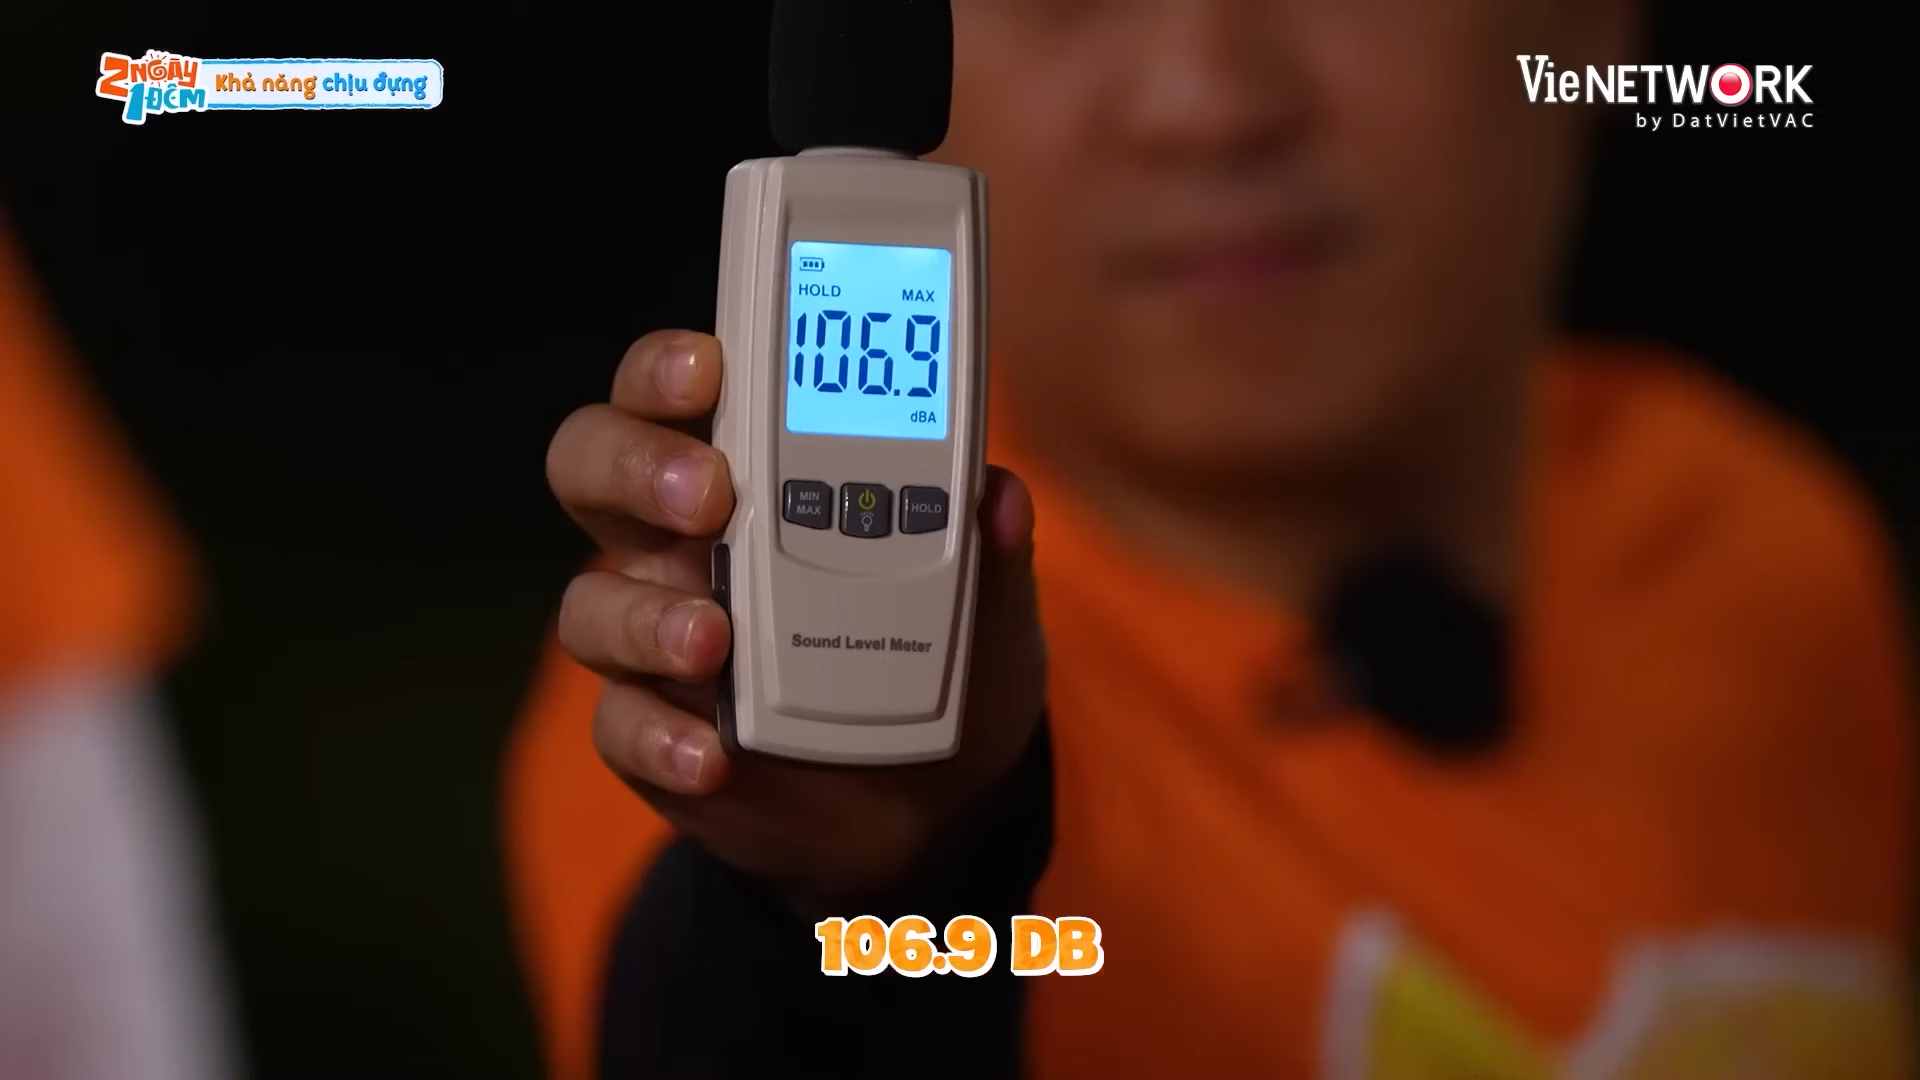 2 NGÀY
1 ĐÊM
Khả năng chịu đựng
VieNETWORK
by DatVietVAC
HOLD MAX
106.9
dBA
MIN
MAX
HOLD
Sound Level Meter
106.9 DB